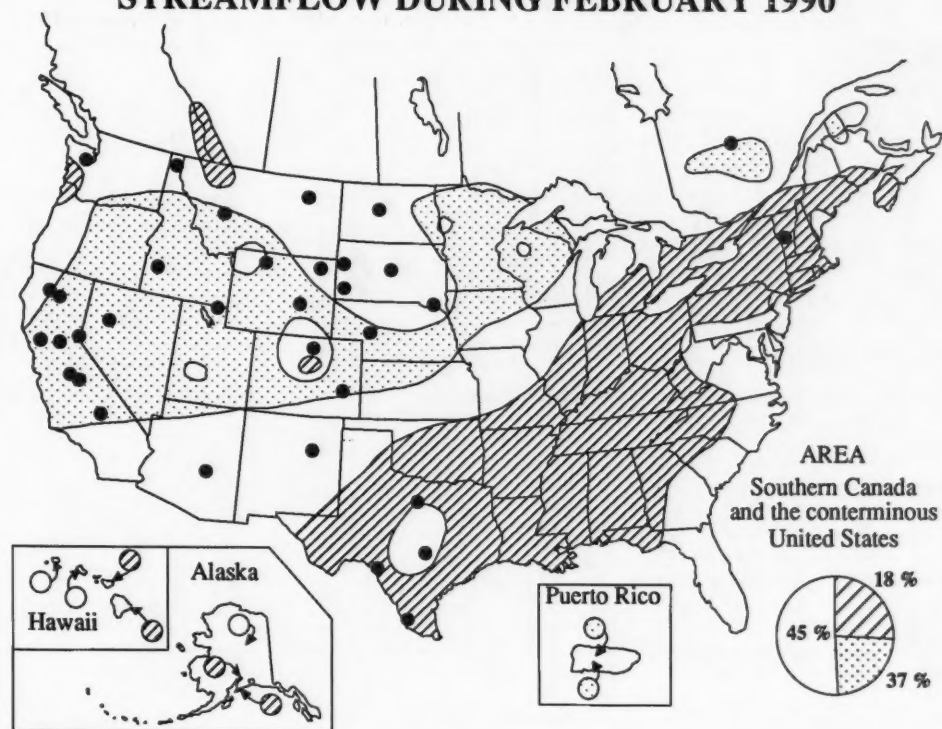 STREAMFLOW DURING FEBRUARY 1990
AREA
Southern Canada
and the conterminous
United States
18 %
45 %
37 %
Hawaii
Alaska
Puerto Rico